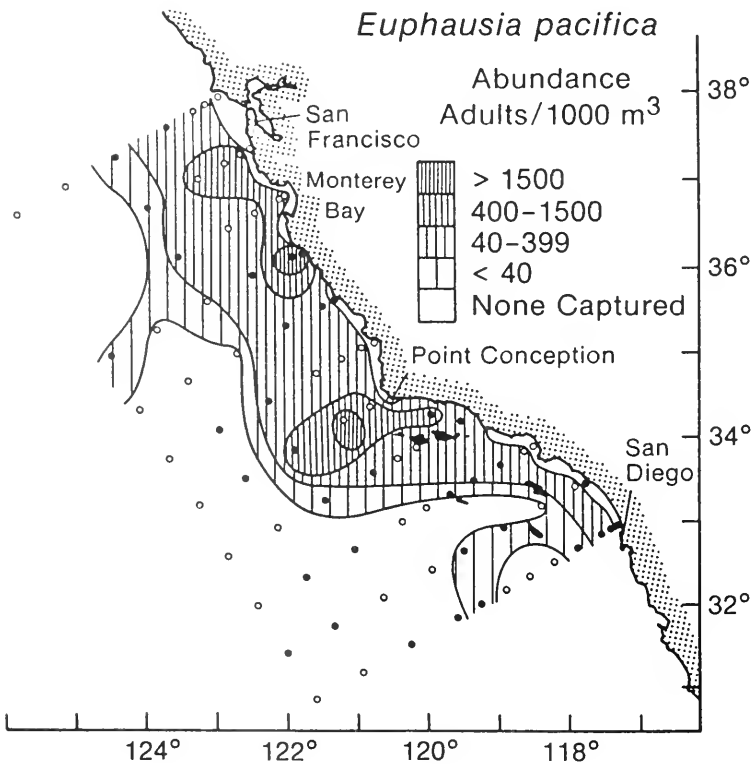 Euphausia pacifica
Abundance
Adults/1000 m³
> 1500
400–1500
40–399
< 40
None Captured
San
Francisco
Monterey
Bay
Point Conception
San
Diego
38°
36°
34°
32°
124°
122°
120°
118°